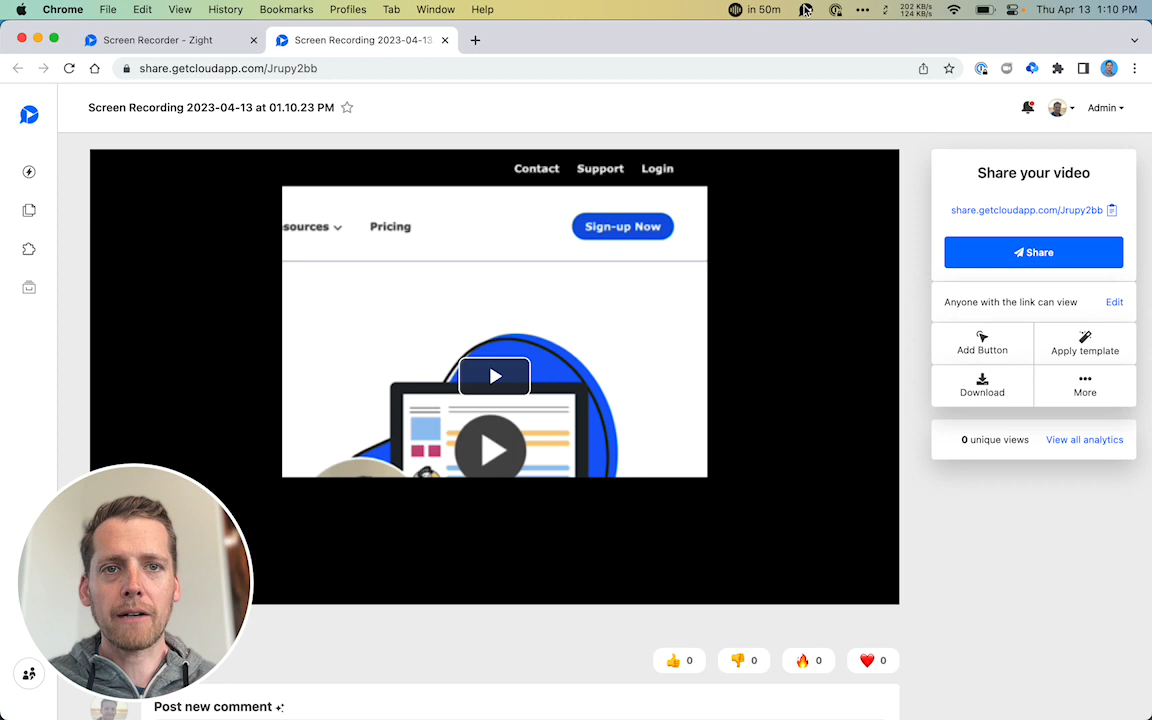 Chrome File Edit View History Bookmarks Profiles Tab Window Help in 50m 202 KB/s 124 KB/s Thu Apr 13 1:10 PM
Screen Recorder - Zight Screen Recording 2023-04-13
share.getcloudapp.com/Jrupy2bb
Screen Recording 2023-04-13 at 01.10.23 PM
Admin
Contact Support Login
sources Pricing Sign-up Now
Share your video
share.getcloudapp.com/Jrupy2bb
Share
Anyone with the link can view Edit
Add Button Apply template
Download More
0 unique views View all analytics
0 0 0 0
Post new comment